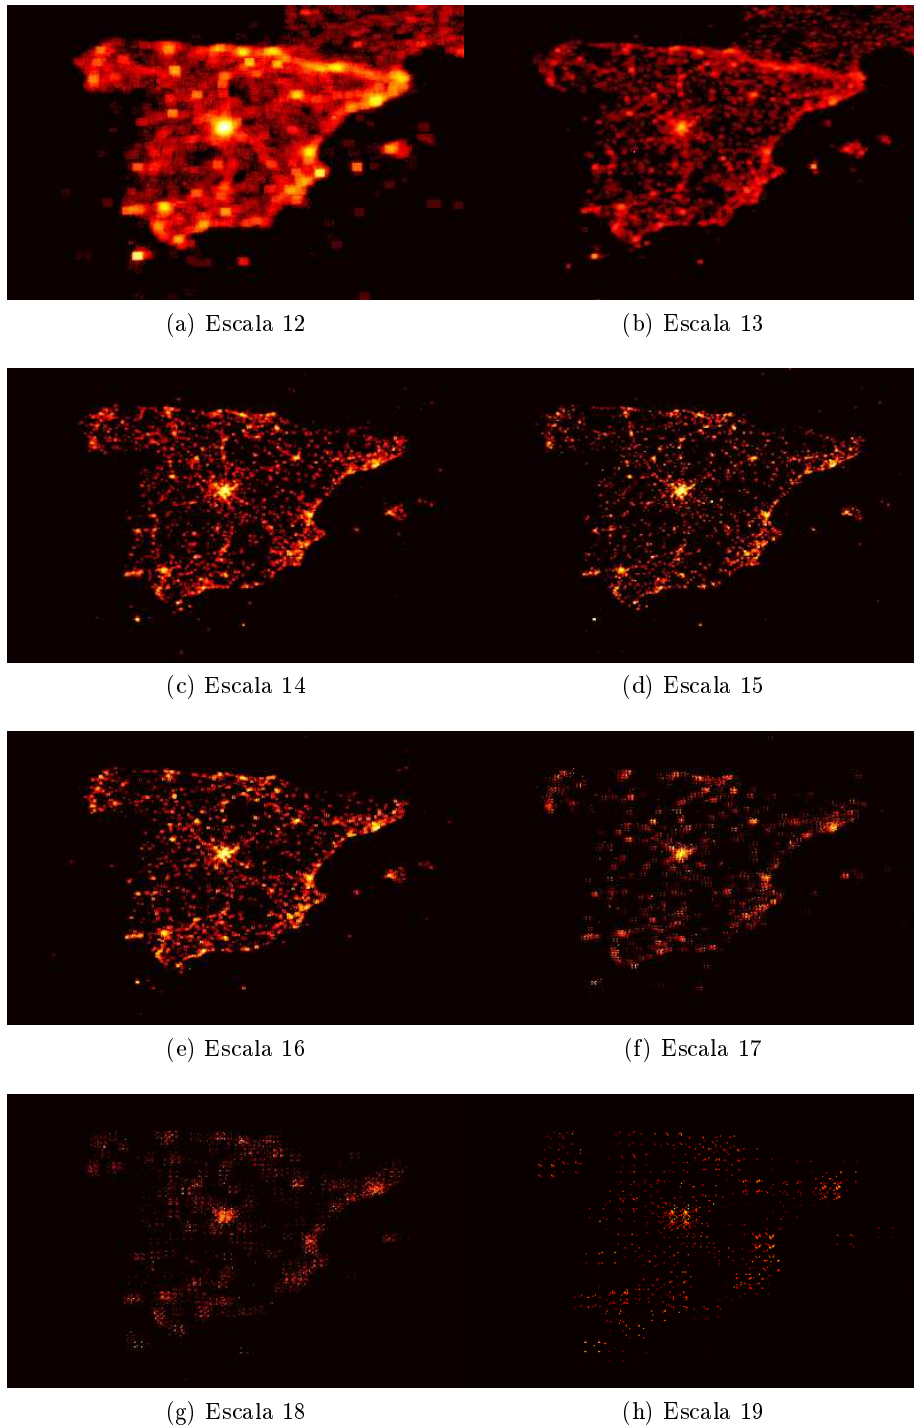 (a) Escala 12
(b) Escala 13
(c) Escala 14
(d) Escala 15
(e) Escala 16
(f) Escala 17
(g) Escala 18
(h) Escala 19